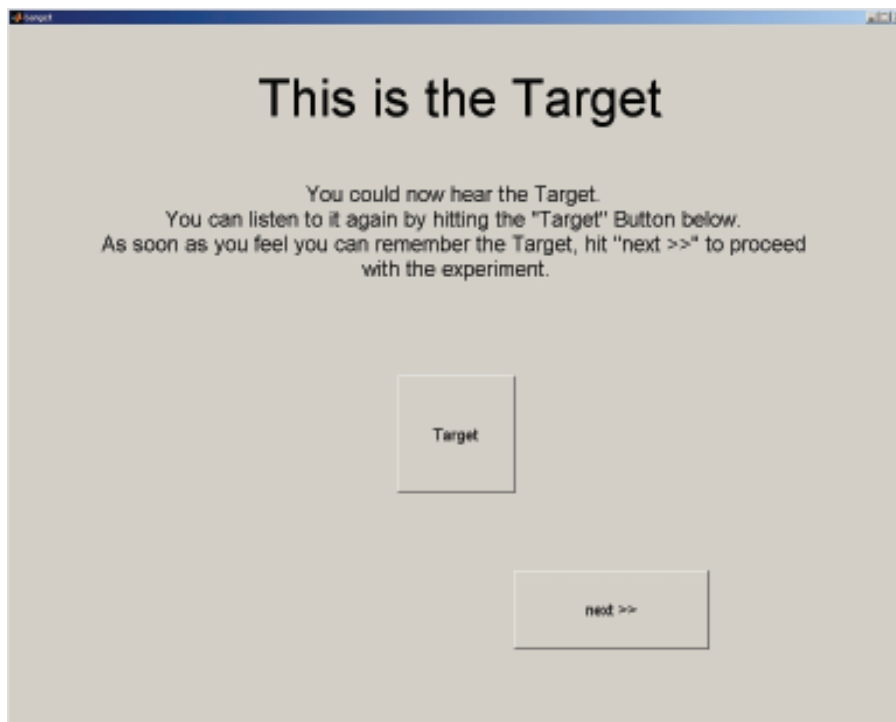 target
This is the Target
You could now hear the Target.
You can listen to it again by hitting the "Target" Button below.
As soon as you feel you can remember the Target, hit "next >>" to proceed
with the experiment.
Target
next >>